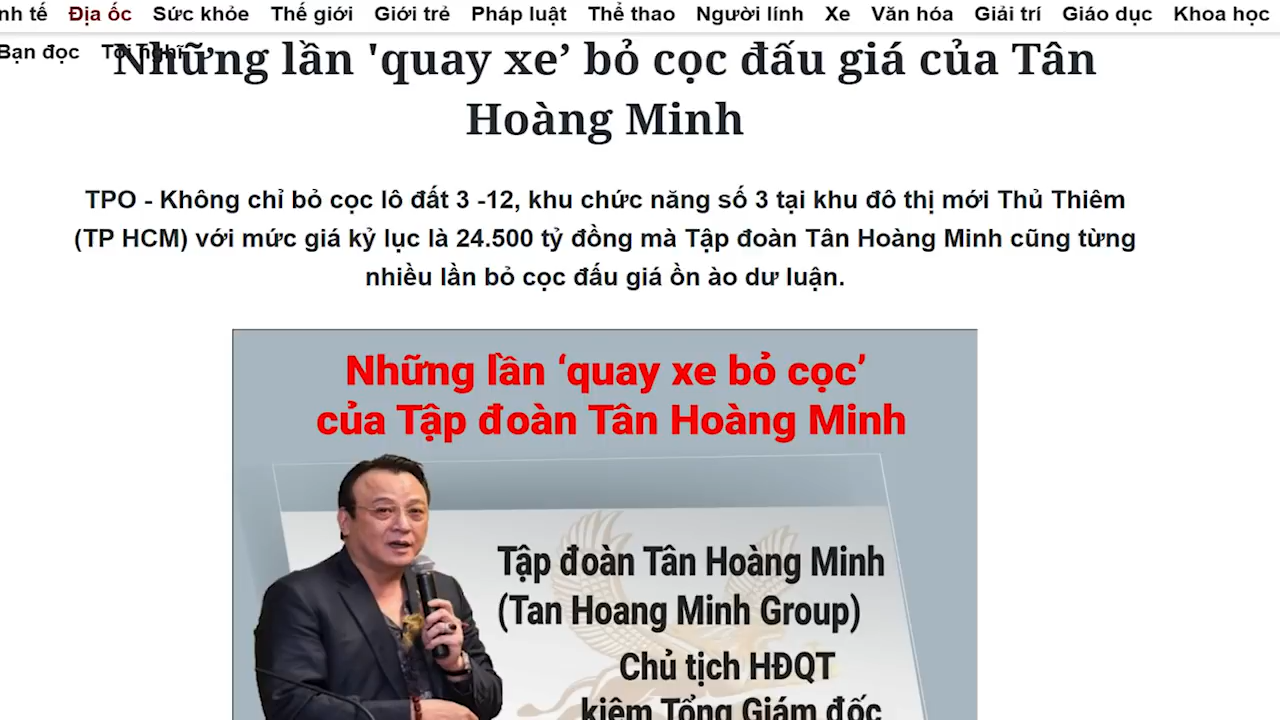 nh tế Địa ốc Sức khỏe Thế giới Giới trẻ Pháp luật Thể thao Người lính Xe Văn hóa Giải trí Giáo dục Khoa học
Bạn đọc Tôi nghĩ
Những lần 'quay xe’ bỏ cọc đấu giá của Tân
Hoàng Minh
TPO - Không chỉ bỏ cọc lô đất 3 -12, khu chức năng số 3 tại khu đô thị mới Thủ Thiêm
(TP HCM) với mức giá kỷ lục là 24.500 tỷ đồng mà Tập đoàn Tân Hoàng Minh cũng từng
nhiều lần bỏ cọc đấu giá ồn ào dư luận.
Những lần ‘quay xe bỏ cọc’
của Tập đoàn Tân Hoàng Minh
Tập đoàn Tân Hoàng Minh
(Tan Hoang Minh Group)
Chủ tịch HĐQT
kiêm Tổng Giám đốc